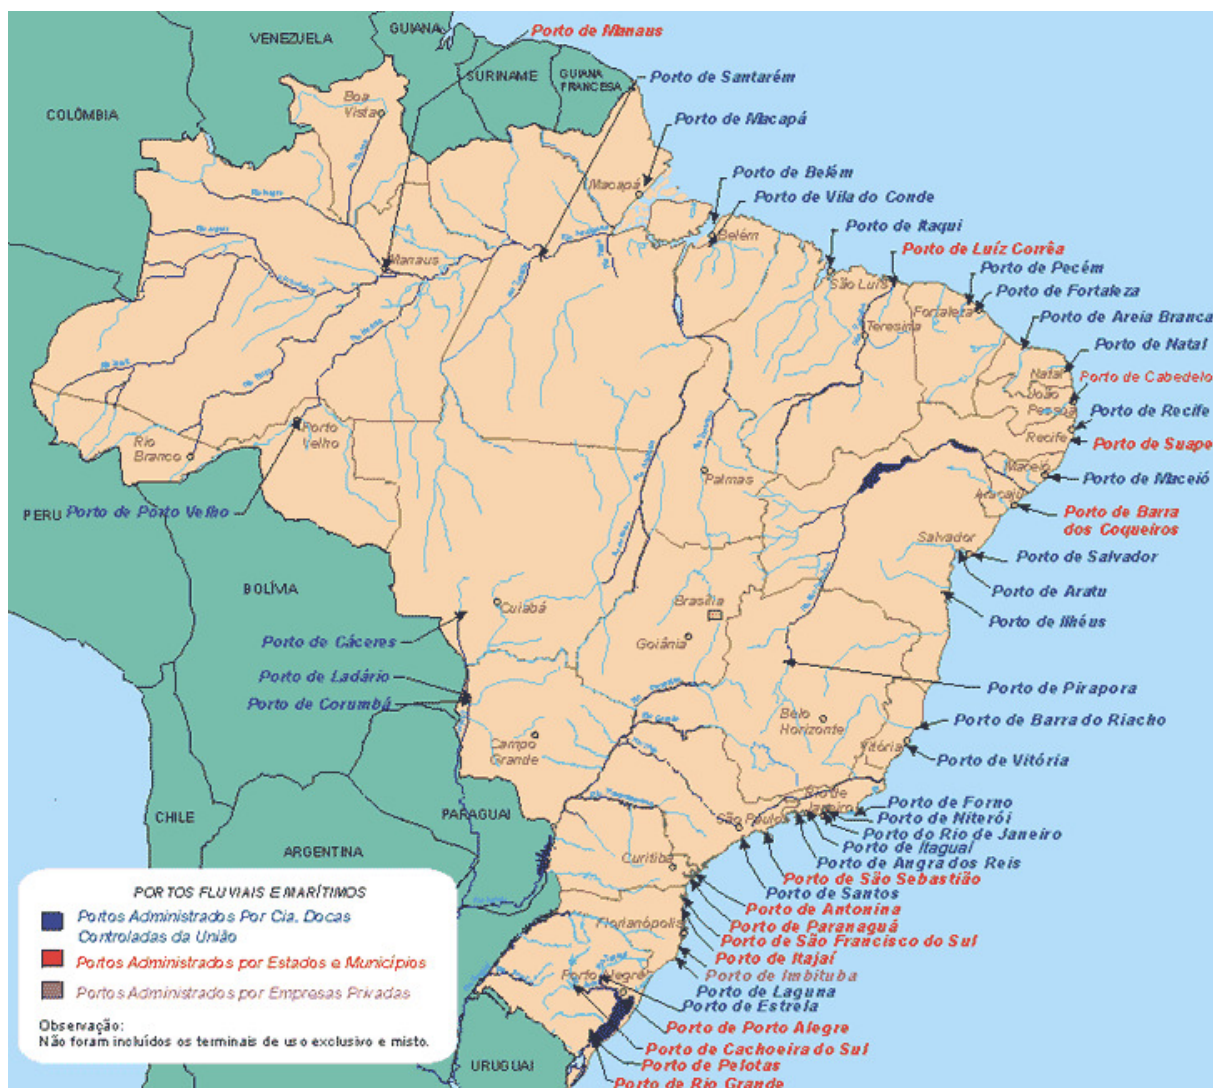 GUIANA
VENEZUELA
Porto de Manaus
SURINAME
GUIANA
FRANCESA
Porto de Santarém
COLÔMBIA
Boa
Vista
Porto de Macapá
Macapá
Porto de Belém
Porto de Vila do Conde
Belém
Porto de Itaqui
Porto de Luíz Corrêa
Manaus
Porto de Pecém
São Luís
Porto de Fortaleza
Fortaleza
Porto de Areia Branca
Teresina
Porto de Natal
Natal
Porto de Cabedelo
João
Pessoa
Porto de Recife
Porto
Velho
Rio
Branco
Recife
Porto de Suape
Maceió
Porto de Maceió
Palmas
Aracaju
PERU
Porto de Porto Velho
Porto de Barra
dos Coqueiros
Salvador
Porto de Salvador
BOLÍVIA
Porto de Aratu
Cuiabá
Brasília
Porto de Ilhéus
Porto de Cáceres
Goiânia
Porto de Ladário
Porto de Pirapora
Porto de Corumbá
Belo
Horizonte
Porto de Barra do Riacho
Campo
Grande
Vitória
Porto de Vitória
Rio de
Janeiro
Porto de Forno
CHILE
PARAGUAI
São Paulo
Porto de Niterói
Porto do Rio de Janeiro
Porto de Itaguaí
ARGENTINA
Curitiba
Porto de Angra dos Reis
Porto de São Sebastião
Porto de Santos
Porto de Antonina
Florianópolis
Porto de Paranaguá
Porto de São Francisco do Sul
Porto de Itajaí
Porto Alegre
Porto de Imbituba
Porto de Laguna
Porto de Estrela
Porto de Porto Alegre
Porto de Cachoeira do Sul
URUGUAI
Porto de Pelotas
Porto de Rio Grande
PORTOS FLUVIAIS E MARÍTIMOS
Portos Administrados Por Cia. Docas
Controladas da União
Portos Administrados por Estados e Municípios
Portos Administrados por Empresas Privadas
Observação:
Não foram incluídos os terminais de uso exclusivo e misto.